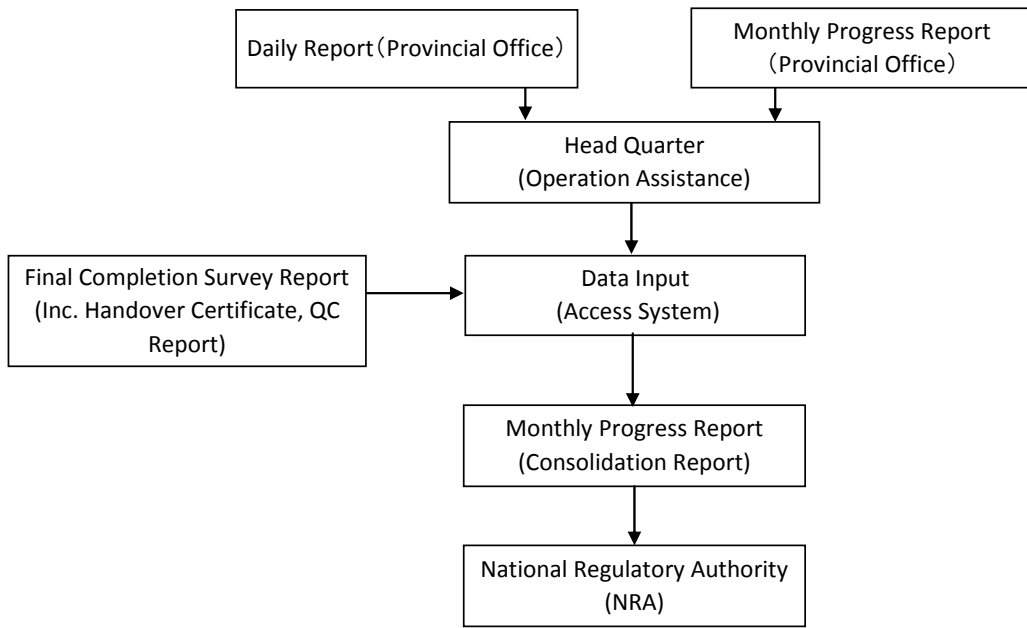 Daily Report（Provincial Office）
Monthly Progress Report
（Provincial Office）
Head Quarter
(Operation Assistance)
Final Completion Survey Report
(Inc. Handover Certificate, QC
Report)
Data Input
(Access System)
Monthly Progress Report
(Consolidation Report)
National Regulatory Authority
(NRA)